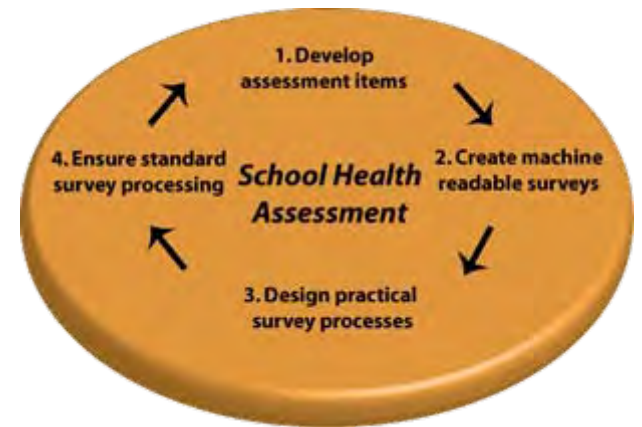 1. Develop
assessment items
2. Create machine
readable surveys
3. Design practical
survey processes
4. Ensure standard
survey processing
School Health
Assessment